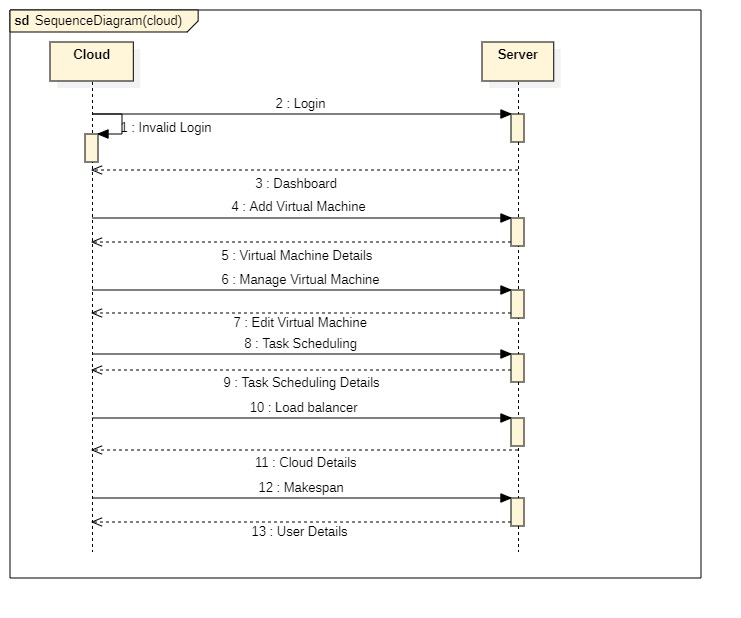 sd SequenceDiagram(cloud)
Cloud
Server
2 : Login
1 : Invalid Login
3 : Dashboard
4 : Add Virtual Machine
5 : Virtual Machine Details
6 : Manage Virtual Machine
7 : Edit Virtual Machine
8 : Task Scheduling
9 : Task Scheduling Details
10 : Load balancer
11 : Cloud Details
12 : Makespan
13 : User Details